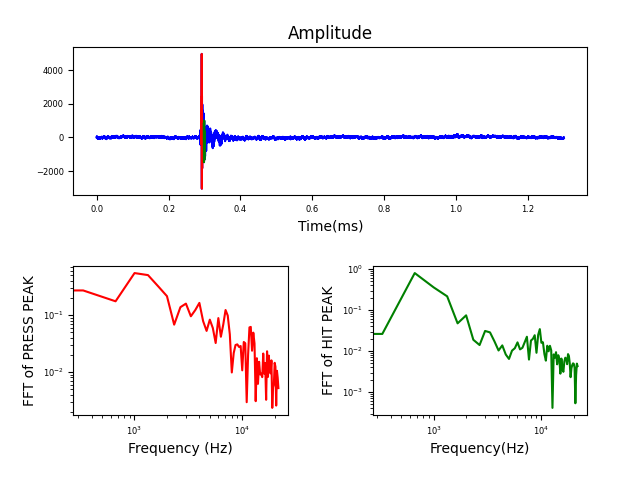 Amplitude
4000
2000
0
−2000
0.0 0.2 0.4 0.6 0.8 1.0 1.2
Time(ms)
FFT of PRESS PEAK
10⁻¹
10⁻²
10³ 10⁴
Frequency (Hz)
FFT of HIT PEAK
10⁰
10⁻¹
10⁻²
10⁻³
10³ 10⁴
Frequency(Hz)